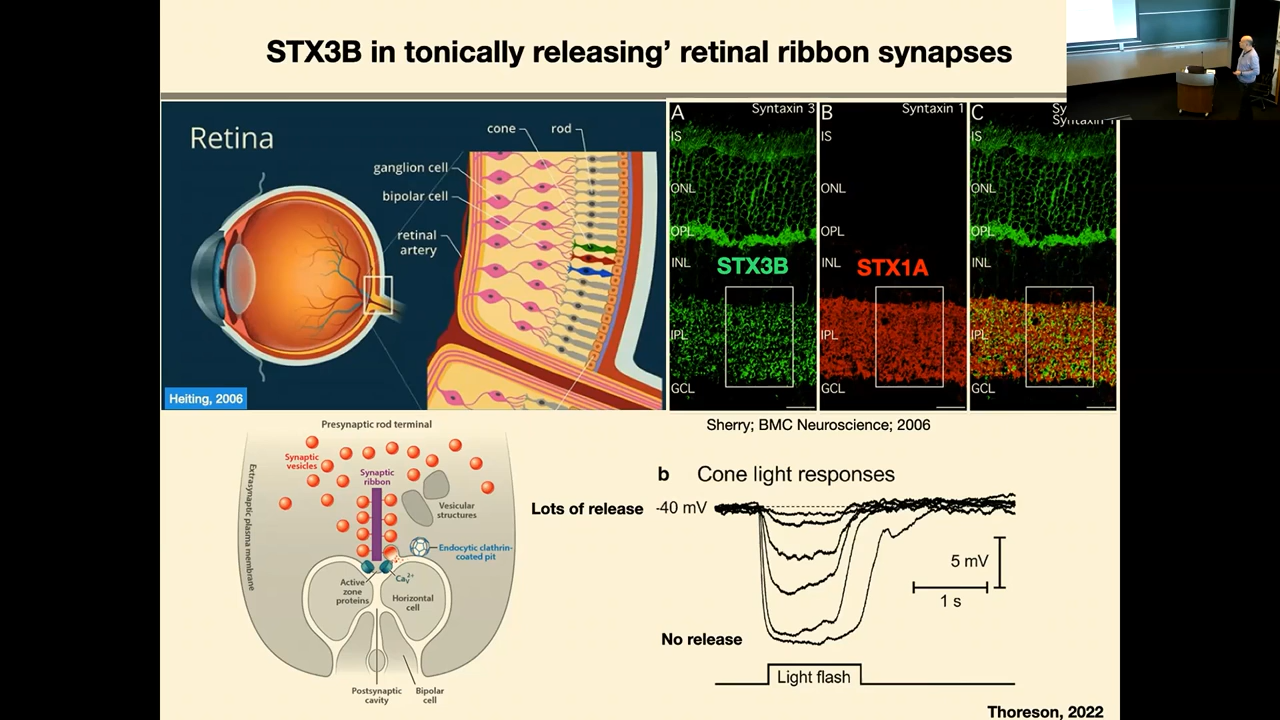 STX3B in tonically releasing’ retinal ribbon synapses
Retina
cone
rod
ganglion cell
bipolar cell
retinal
artery
Heiting, 2006
A
Syntaxin 3
IS
ONL
OPL
INL
STX3B
IPL
GCL
B
Syntaxin 1
IS
ONL
OPL
INL
STX1A
IPL
GCL
C
Sy
Syntaxin 1
IS
ONL
OPL
INL
IPL
GCL
Sherry; BMC Neuroscience; 2006
Presynaptic rod terminal
Synaptic
vesicles
Synaptic
ribbon
Extrasynaptic plasma membrane
Vesicular
structures
Endocytic clathrin-
coated pit
Active
zone
proteins
Cav2+
Horizontal
cell
Postsynaptic
cavity
Bipolar
cell
b Cone light responses
Lots of release
-40 mV
5 mV
1 s
No release
Light flash
Thoreson, 2022